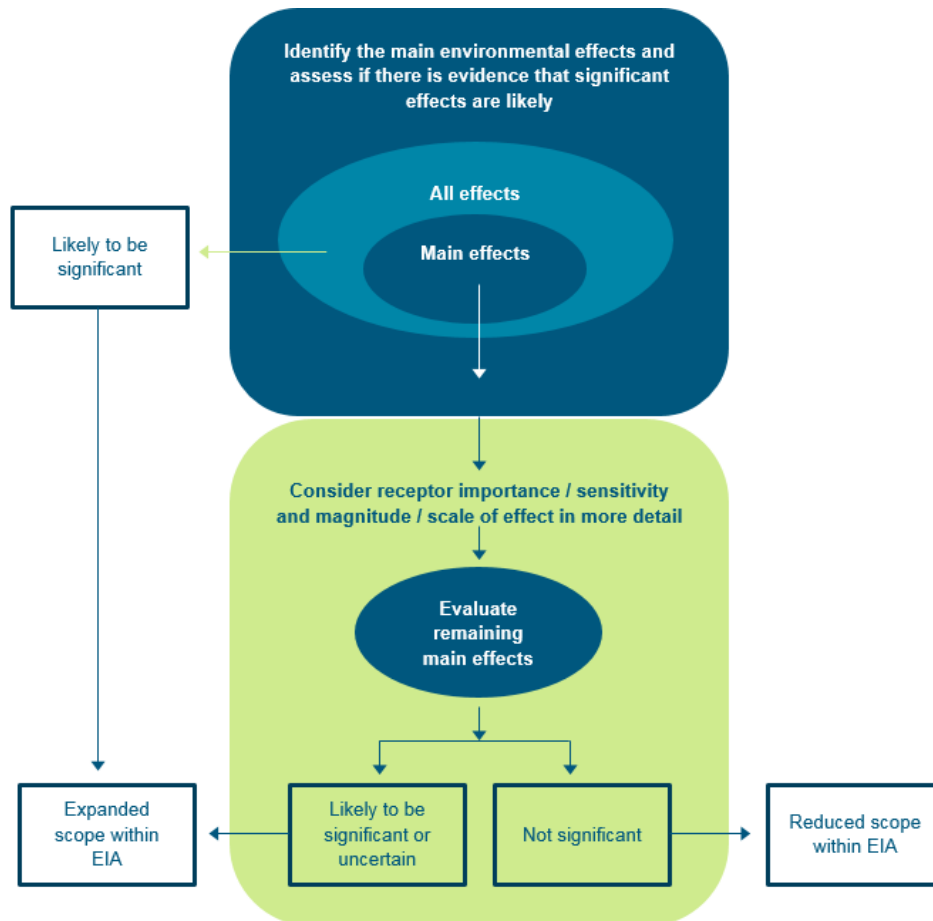 Identify the main environmental effects and
assess if there is evidence that significant
effects are likely
All effects
Main effects
Likely to be
significant
Consider receptor importance / sensitivity
and magnitude / scale of effect in more detail
Evaluate
remaining
main effects
Expanded
scope within
EIA
Likely to be
significant or
uncertain
Not significant
Reduced scope
within EIA